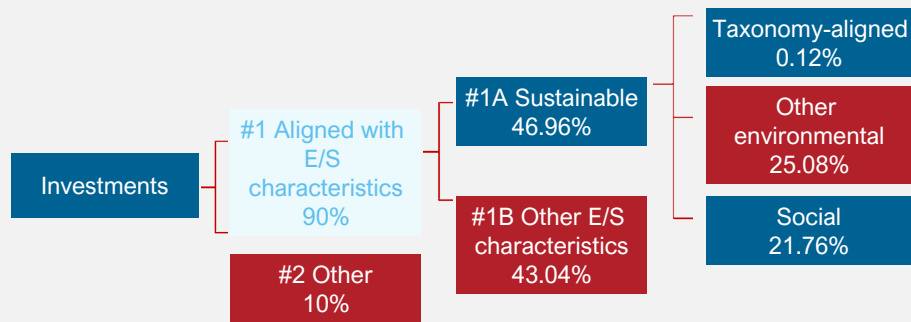 Investments
#1 Aligned with
E/S
characteristics
90%
#2 Other
10%
#1A Sustainable
46.96%
#1B Other E/S
characteristics
43.04%
Taxonomy-aligned
0.12%
Other
environmental
25.08%
Social
21.76%